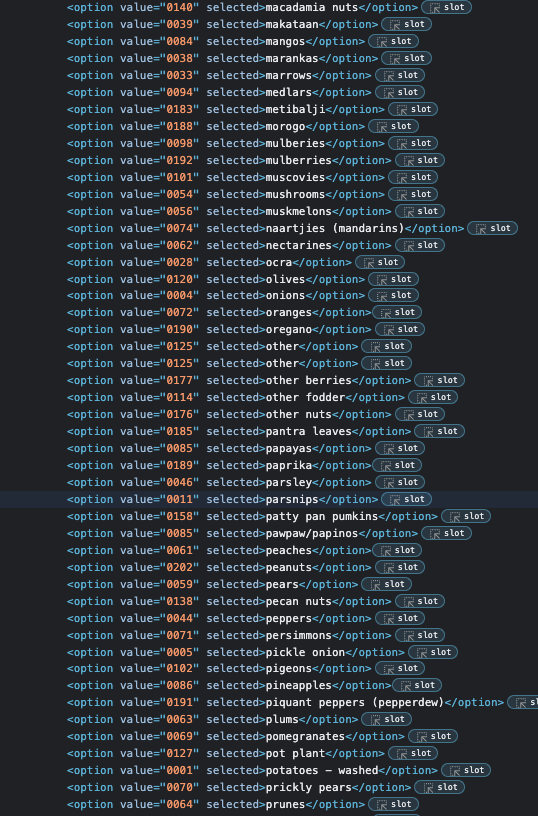 <option value="0140" selected>macadamia nuts</option> slot
<option value="0039" selected>makataan</option> slot
<option value="0084" selected>mangos</option> slot
<option value="0038" selected>marankas</option> slot
<option value="0033" selected>marrows</option> slot
<option value="0094" selected>medlars</option> slot
<option value="0183" selected>metibalji</option> slot
<option value="0188" selected>morogo</option> slot
<option value="0098" selected>mulberies</option> slot
<option value="0192" selected>mulberries</option> slot
<option value="0101" selected>muscovies</option> slot
<option value="0054" selected>mushrooms</option> slot
<option value="0056" selected>muskmelons</option> slot
<option value="0074" selected>naartjies (mandarins)</option> slot
<option value="0062" selected>nectarines</option> slot
<option value="0028" selected>ocra</option> slot
<option value="0120" selected>olives</option> slot
<option value="0004" selected>onions</option> slot
<option value="0072" selected>oranges</option> slot
<option value="0190" selected>oregano</option> slot
<option value="0125" selected>other</option> slot
<option value="0125" selected>other</option> slot
<option value="0177" selected>other berries</option> slot
<option value="0114" selected>other fodder</option> slot
<option value="0176" selected>other nuts</option> slot
<option value="0185" selected>pantra leaves</option> slot
<option value="0085" selected>papayas</option> slot
<option value="0189" selected>paprika</option> slot
<option value="0046" selected>parsley</option> slot
<option value="0011" selected>parsnips</option> slot
<option value="0158" selected>patty pan pumkins</option> slot
<option value="0085" selected>pawpaw/papinos</option> slot
<option value="0061" selected>peaches</option> slot
<option value="0202" selected>peanuts</option> slot
<option value="0059" selected>pears</option> slot
<option value="0138" selected>pecan nuts</option> slot
<option value="0044" selected>peppers</option> slot
<option value="0071" selected>persimmons</option> slot
<option value="0005" selected>pickle onion</option> slot
<option value="0102" selected>pigeons</option> slot
<option value="0086" selected>pineapples</option> slot
<option value="0191" selected>piquant peppers (pepperdew)</option>
<option value="0063" selected>plums</option> slot
<option value="0069" selected>pomegranates</option> slot
<option value="0127" selected>pot plant</option> slot
<option value="0001" selected>potatoes – washed</option> slot
<option value="0070" selected>prickly pears</option> slot
<option value="0064" selected>prunes</option> slot